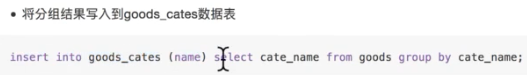 • 将分组结果写入到goods_cates数据表
insert into goods_cates (name) select cate_name from goods group by cate_name;